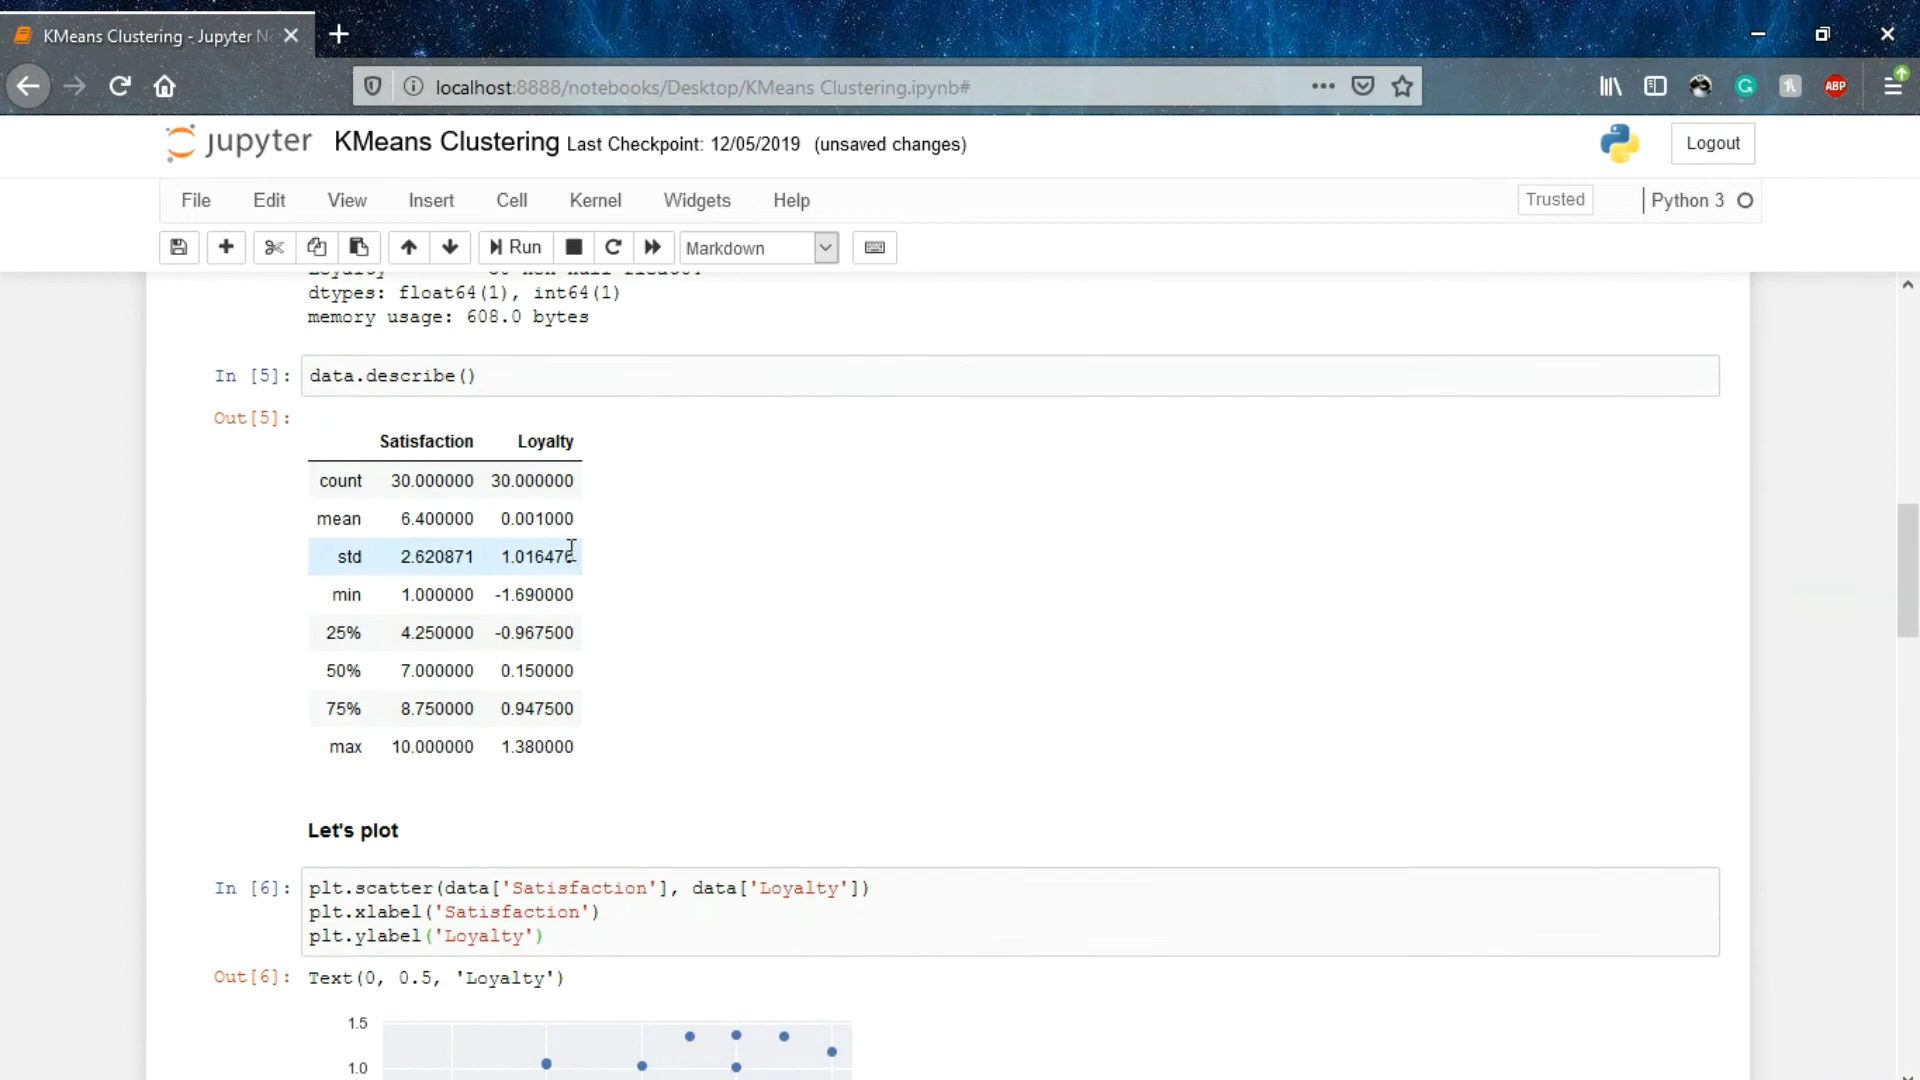 KMeans Clustering - Jupyter N
localhost:8888/notebooks/Desktop/KMeans Clustering.ipynb#
ABP
jupyter KMeans Clustering Last Checkpoint: 12/05/2019 (unsaved changes)
Logout
File Edit View Insert Cell Kernel Widgets Help
Trusted
Python 3
Run
Markdown
dtypes: float64(1), int64(1)
memory usage: 608.0 bytes
In [5]: data.describe()
Out[5]:
Satisfaction Loyalty
count 30.000000 30.000000
mean 6.400000 0.001000
std 2.620871 1.016476
min 1.000000 -1.690000
25% 4.250000 -0.967500
50% 7.000000 0.150000
75% 8.750000 0.947500
max 10.000000 1.380000
Let's plot
In [6]: plt.scatter(data['Satisfaction'], data['Loyalty'])
plt.xlabel('Satisfaction')
plt.ylabel('Loyalty')
Out[6]: Text(0, 0.5, 'Loyalty')
1.5
1.0